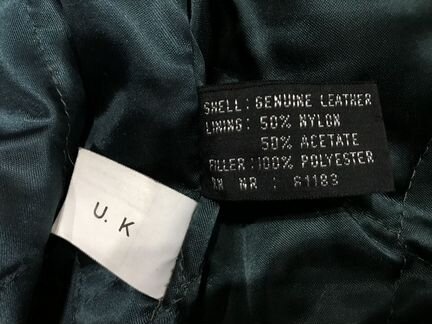 SHELL: GENUINE LEATHER
LINING: 50% NYLON
50% ACETATE
FILLER: 100% POLYESTER
RN NR : 61183
U. K